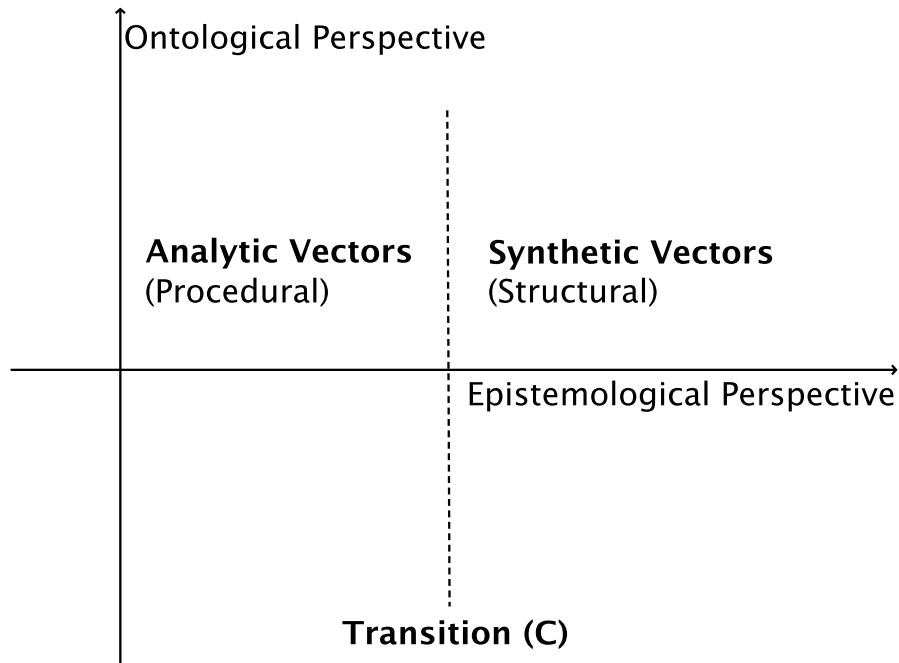 Ontological Perspective
Analytic Vectors
(Procedural)
Synthetic Vectors
(Structural)
Epistemological Perspective
Transition (C)